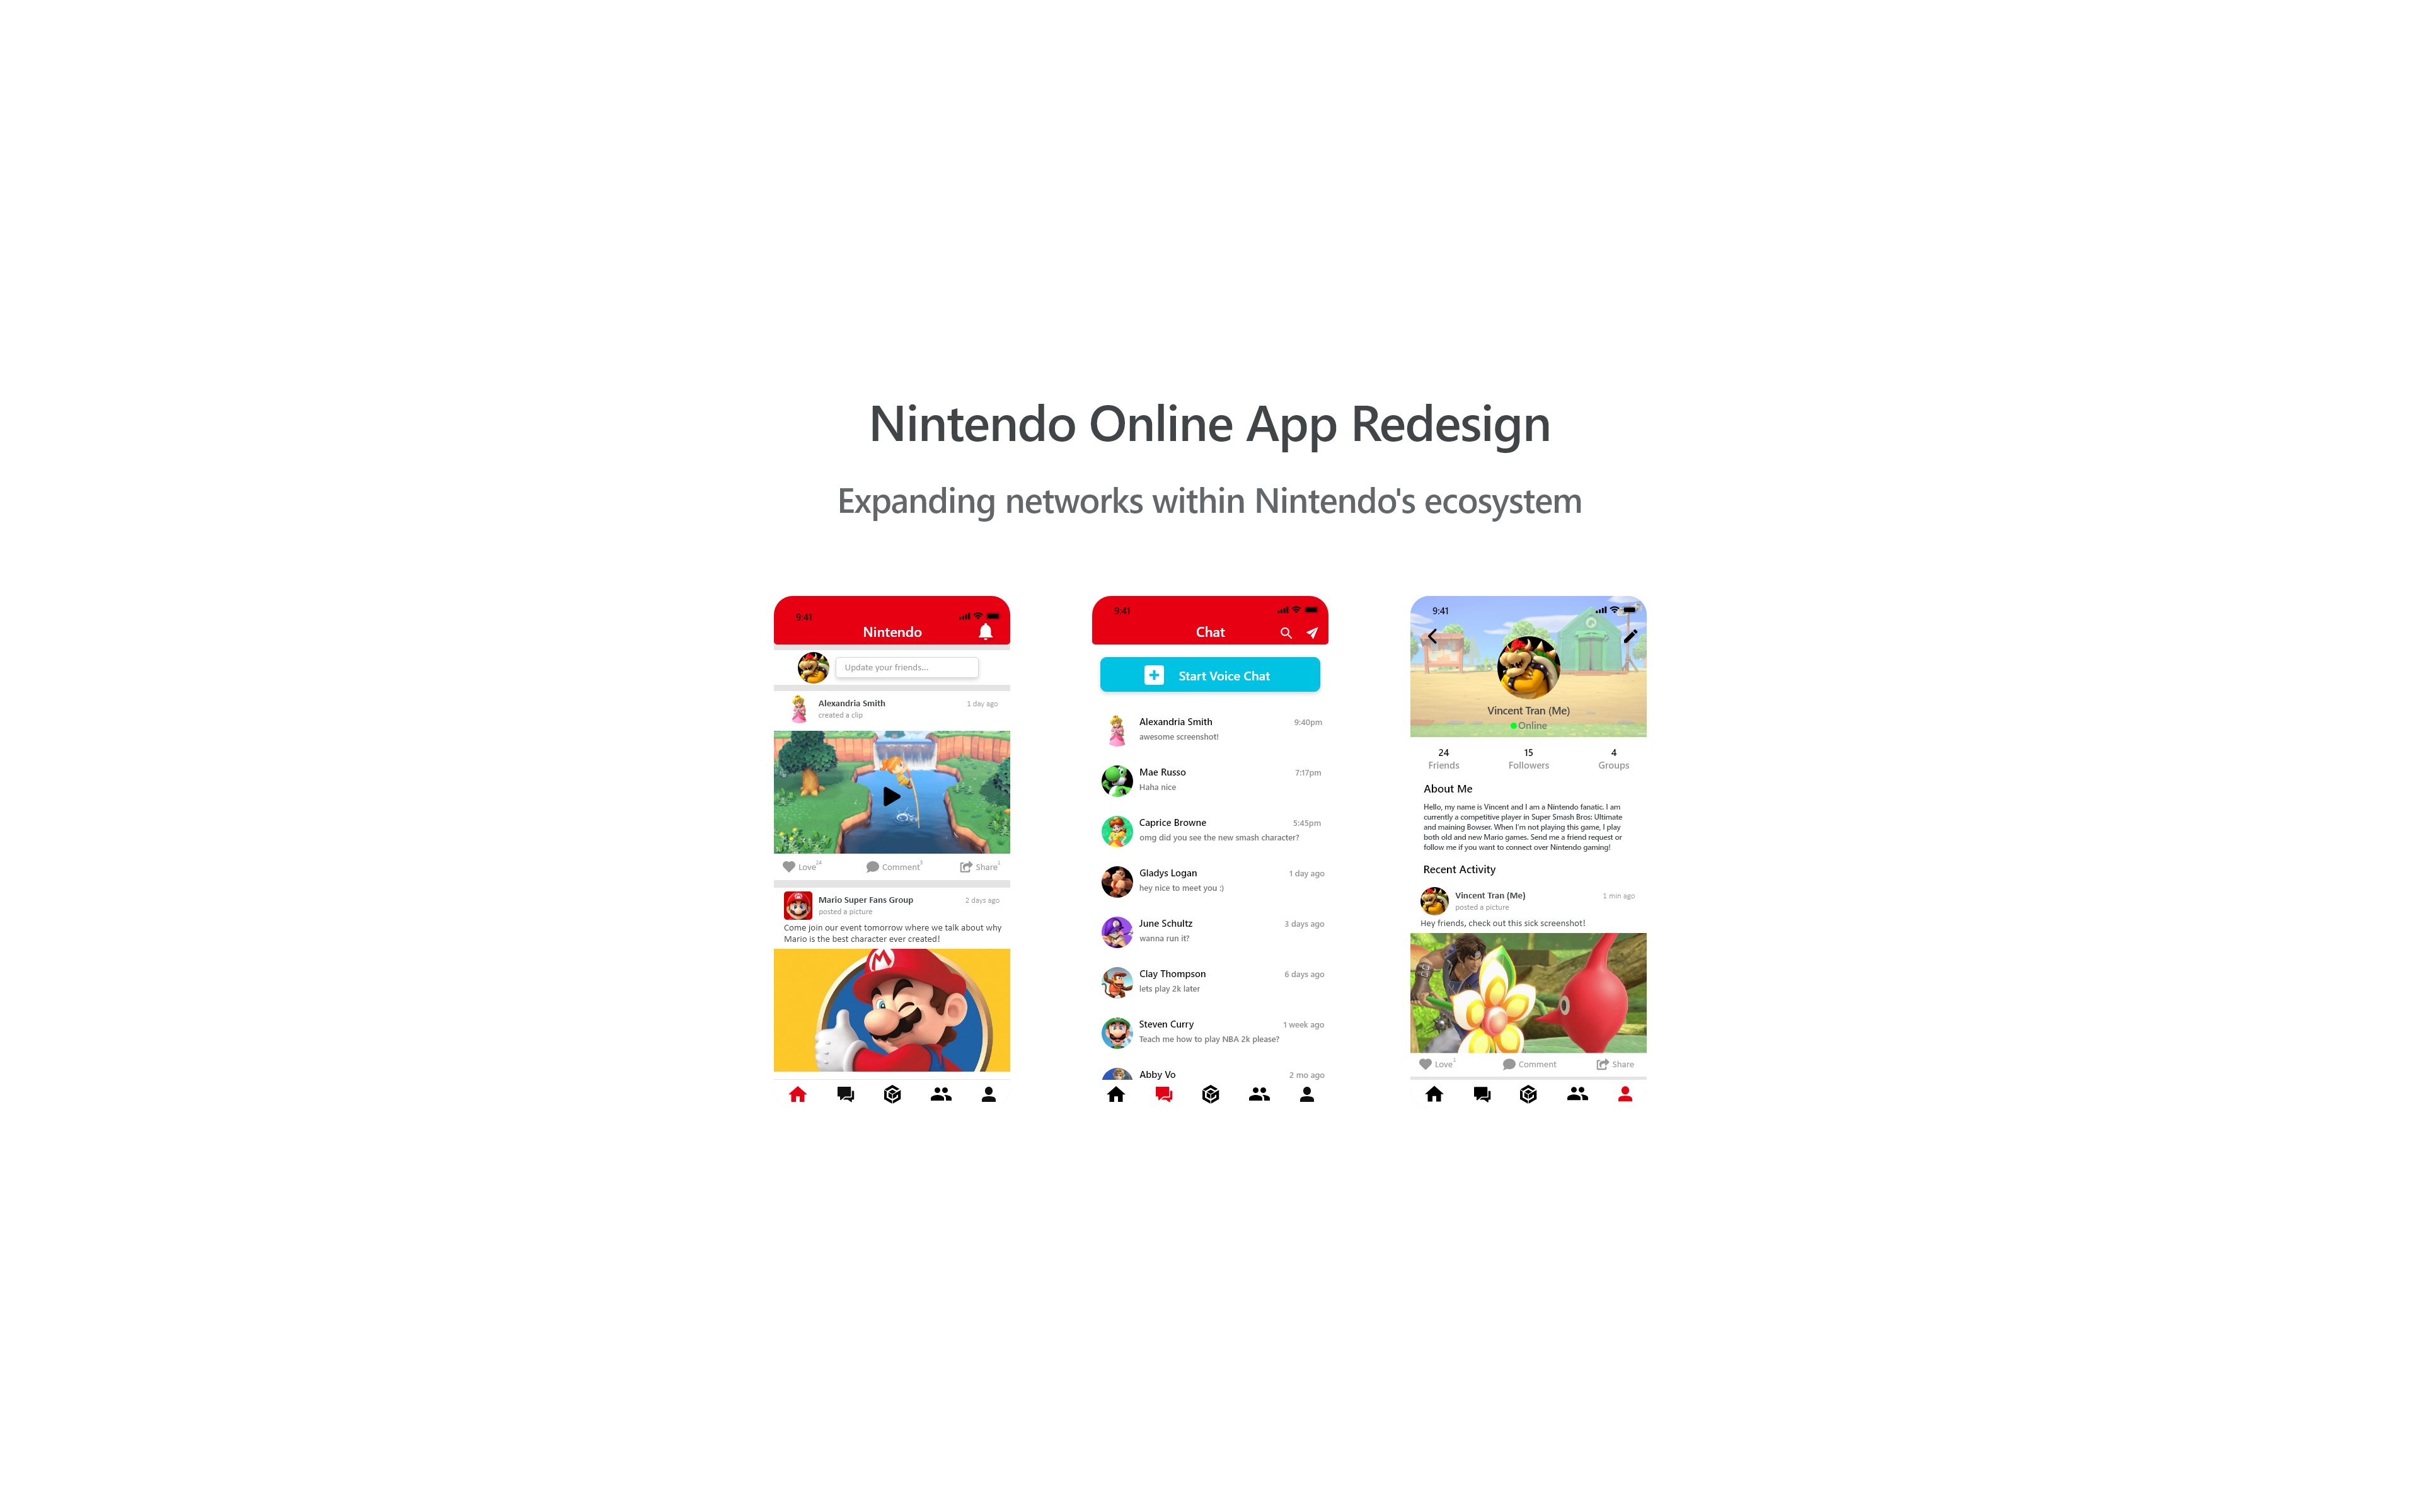 Nintendo Online App Redesign
Expanding networks within Nintendo's ecosystem
9:41
Nintendo
Update your friends...
Alexandria Smith
1 day ago
created a clip
Love
14
Comment
3
Share
1
Mario Super Fans Group
2 days ago
posted a picture
Come join our event tomorrow where we talk about why
Mario is the best character ever created!
M
9:41
Chat
Start Voice Chat
Alexandria Smith
9:40pm
awesome screenshot!
Mae Russo
7:17pm
Haha nice
Caprice Browne
5:45pm
omg did you see the new smash character?
Gladys Logan
1 day ago
hey nice to meet you :)
June Schultz
3 days ago
wanna run it?
Clay Thompson
6 days ago
lets play 2k later
Steven Curry
1 week ago
Teach me how to play NBA 2k please?
Abby Vo
2 mo ago
9:41
Vincent Tran (Me)
Online
24
15
4
Friends
Followers
Groups
About Me
Hello, my name is Vincent and I am a Nintendo fanatic. I am
currently a competitive player in Super Smash Bros: Ultimate
and maining Bowser. When I'm not playing this game, I play
both old and new Mario games. Send me a friend request or
follow me if you want to connect over Nintendo gaming!
Recent Activity
Vincent Tran (Me)
1 min ago
posted a picture
Hey friends, check out this sick screenshot!
Love
1
Comment
Share